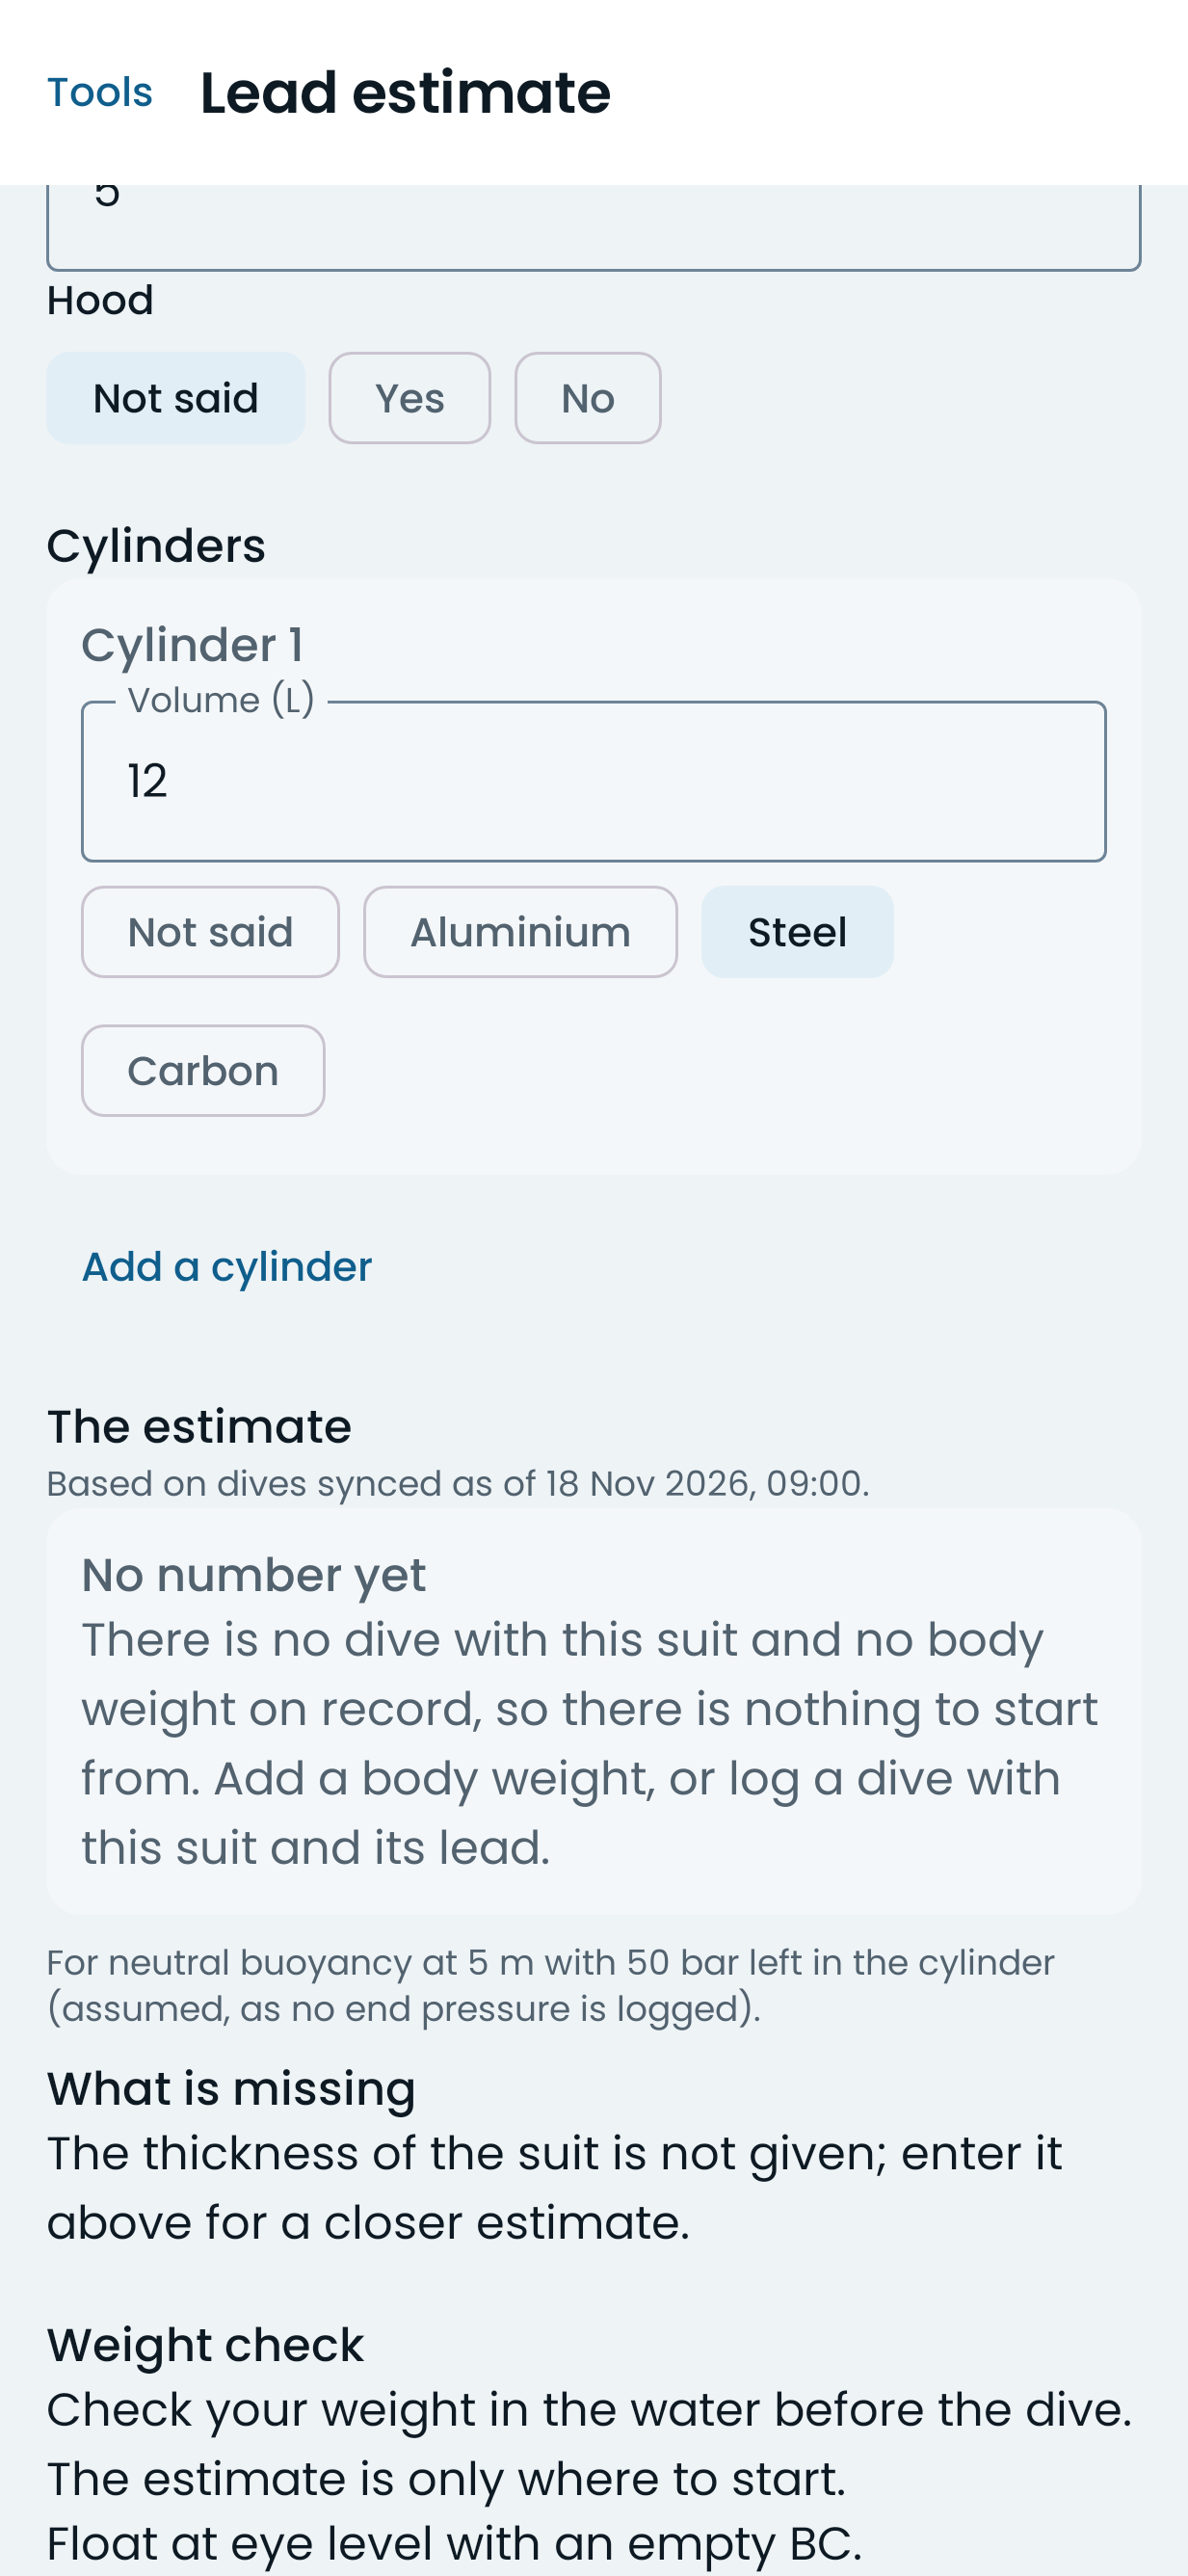 Tools Lead estimate
5
Hood
Not said Yes No
Cylinders
Cylinder 1
Volume (L)
12
Not said Aluminium Steel
Carbon
Add a cylinder
The estimate
Based on dives synced as of 18 Nov 2026, 09:00.
No number yet
There is no dive with this suit and no body
weight on record, so there is nothing to start
from. Add a body weight, or log a dive with
this suit and its lead.
For neutral buoyancy at 5 m with 50 bar left in the cylinder
(assumed, as no end pressure is logged).
What is missing
The thickness of the suit is not given; enter it
above for a closer estimate.
Weight check
Check your weight in the water before the dive.
The estimate is only where to start.
Float at eye level with an empty BC.